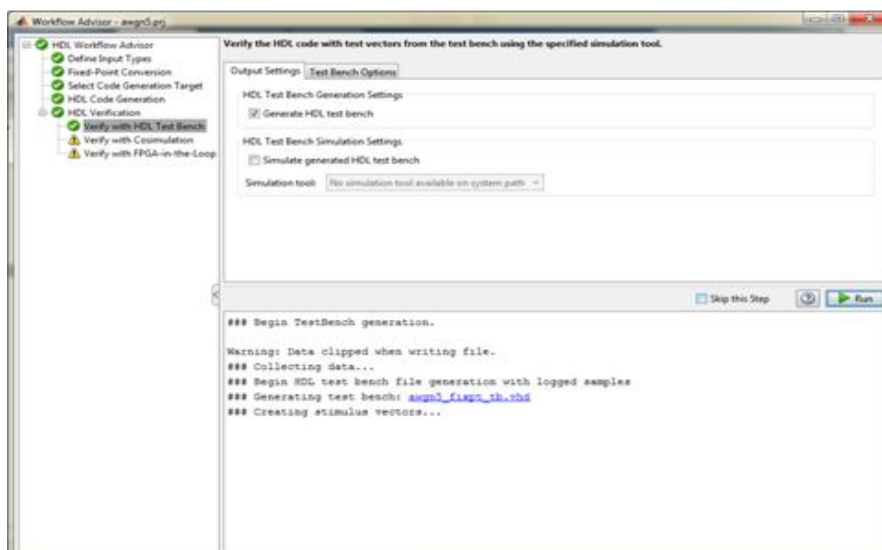 Workflow Advisor - awgn5.prj
HDL Workflow Advisor
Define Input Types
Fixed-Point Conversion
Select Code Generation Target
HDL Code Generation
HDL Verification
Verify with HDL Test Bench
Verify with Cosimulation
Verify with FPGA-in-the-Loop
Verify the HDL code with test vectors from the test bench using the specified simulation tool.
Output Settings Test Bench Options
HDL Test Bench Generation Settings
Generate HDL test bench
HDL Test Bench Simulation Settings
Simulate generated HDL test bench
Simulation tool: No simulation tool available on system path
Skip this Step ? Run
### Begin TestBench generation.
Warning: Data clipped when writing file.
### Collecting data...
### Begin HDL test bench file generation with logged samples
### Generating test bench: awgn5_fixpt_tb.vhd
### Creating stimulus vectors...